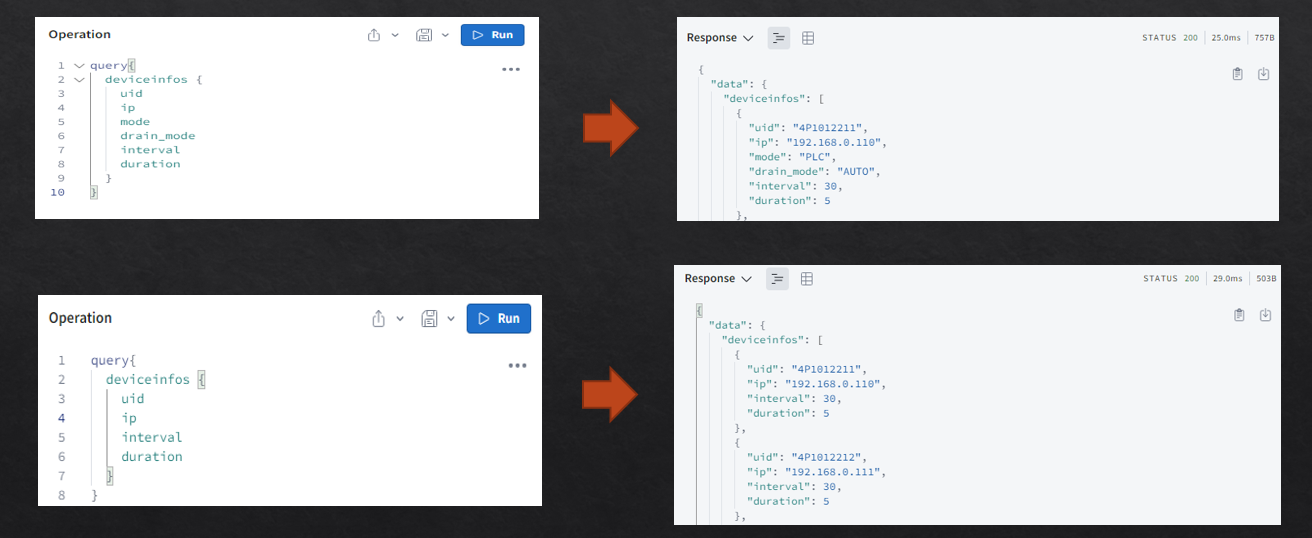 Operation
Run
1 query{
2 deviceinfos {
3 uid
4 ip
5 mode
6 drain_mode
7 interval
8 duration
9 }
10 }
Response
STATUS 200 25.0ms 757B
{
"data": {
"deviceinfos": [
{
"uid": "4P1012211",
"ip": "192.168.0.110",
"mode": "PLC",
"drain_mode": "AUTO",
"interval": 30,
"duration": 5
},
Operation
Run
1 query{
2 deviceinfos {
3 uid
4 ip
5 interval
6 duration
7 }
8 }
Response
STATUS 200 29.0ms 503B
{
"data": {
"deviceinfos": [
{
"uid": "4P1012211",
"ip": "192.168.0.110",
"interval": 30,
"duration": 5
},
{
"uid": "4P1012212",
"ip": "192.168.0.111",
"interval": 30,
"duration": 5
},